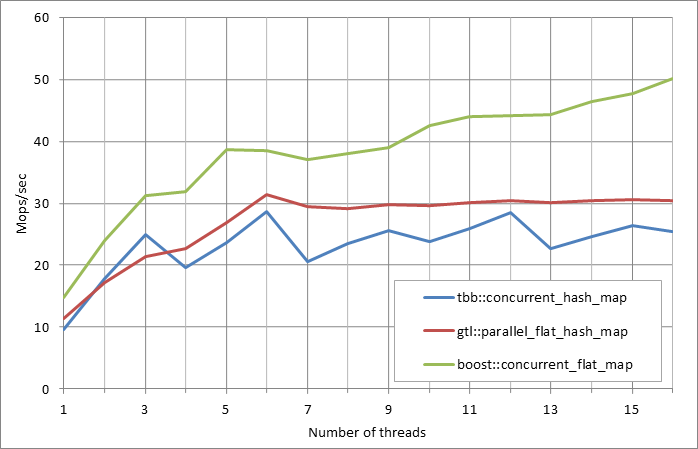 60
50
40
30
20
10
0
Mops/sec
1 3 5 7 9 11 13 15
Number of threads
tbb::concurrent_hash_map
gtl::parallel_flat_hash_map
boost::concurrent_flat_map